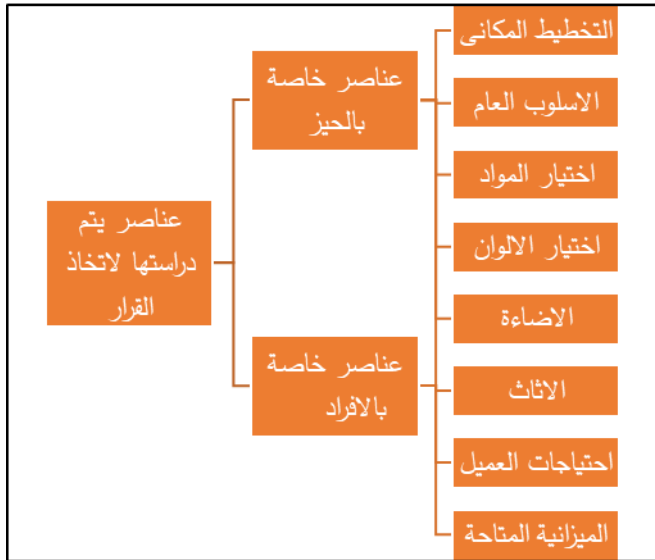 عناصر يتم
دراستها لاتخاذ
القرار
عناصر خاصة
بالحيز
عناصر خاصة
بالافراد
التخطيط المكانى
الاسلوب العام
اختيار المواد
اختيار الالوان
الاضاءة
الاثاث
احتياجات العميل
الميزانية المتاحة